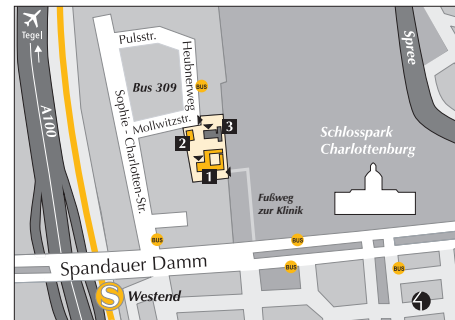 Tegel
A100
Pulsstr.
Heubnerweg
Bus 309
BUS
Spree
Sophie - Charlotten-Str.
Mollwitzstr.
3
2
1
Schlosspark
Charlottenburg
Fußweg
zur Klinik
BUS
BUS
Spandauer Damm
BUS
BUS
S
Westend